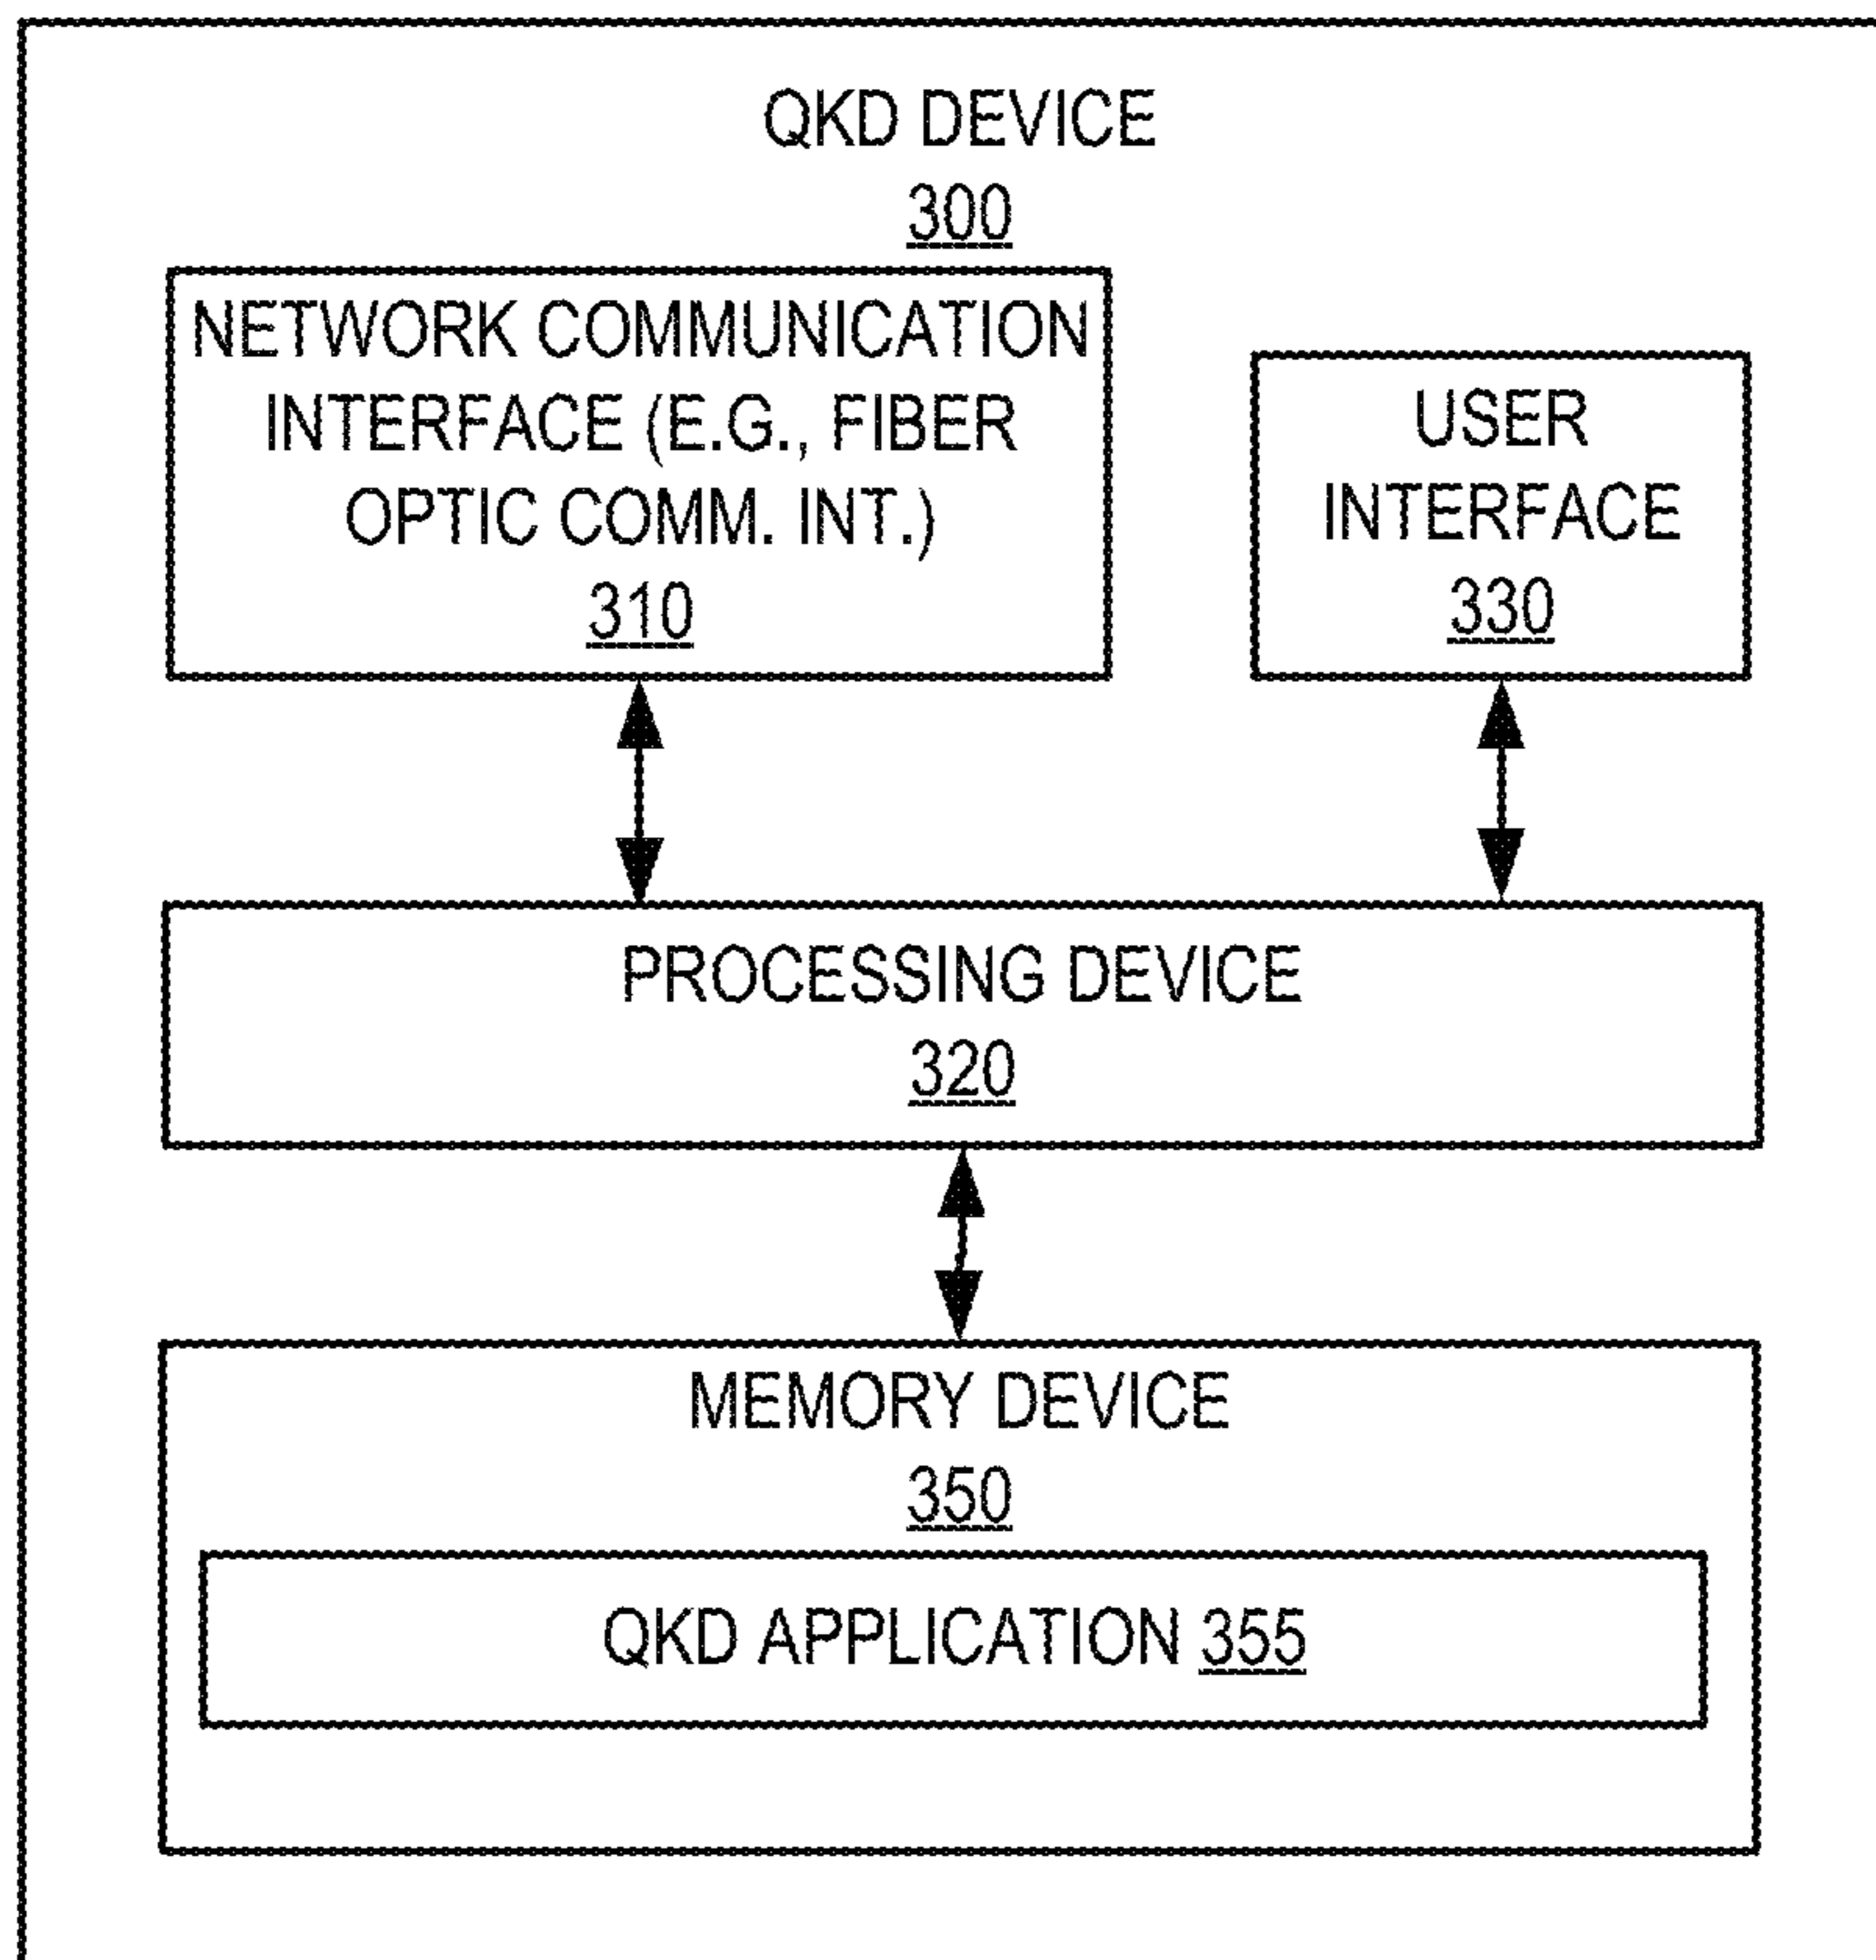 QKD DEVICE
300
NETWORK COMMUNICATION
INTERFACE (E.G., FIBER
OPTIC COMM. INT.)
310
USER
INTERFACE
330
PROCESSING DEVICE
320
MEMORY DEVICE
350
QKD APPLICATION 355